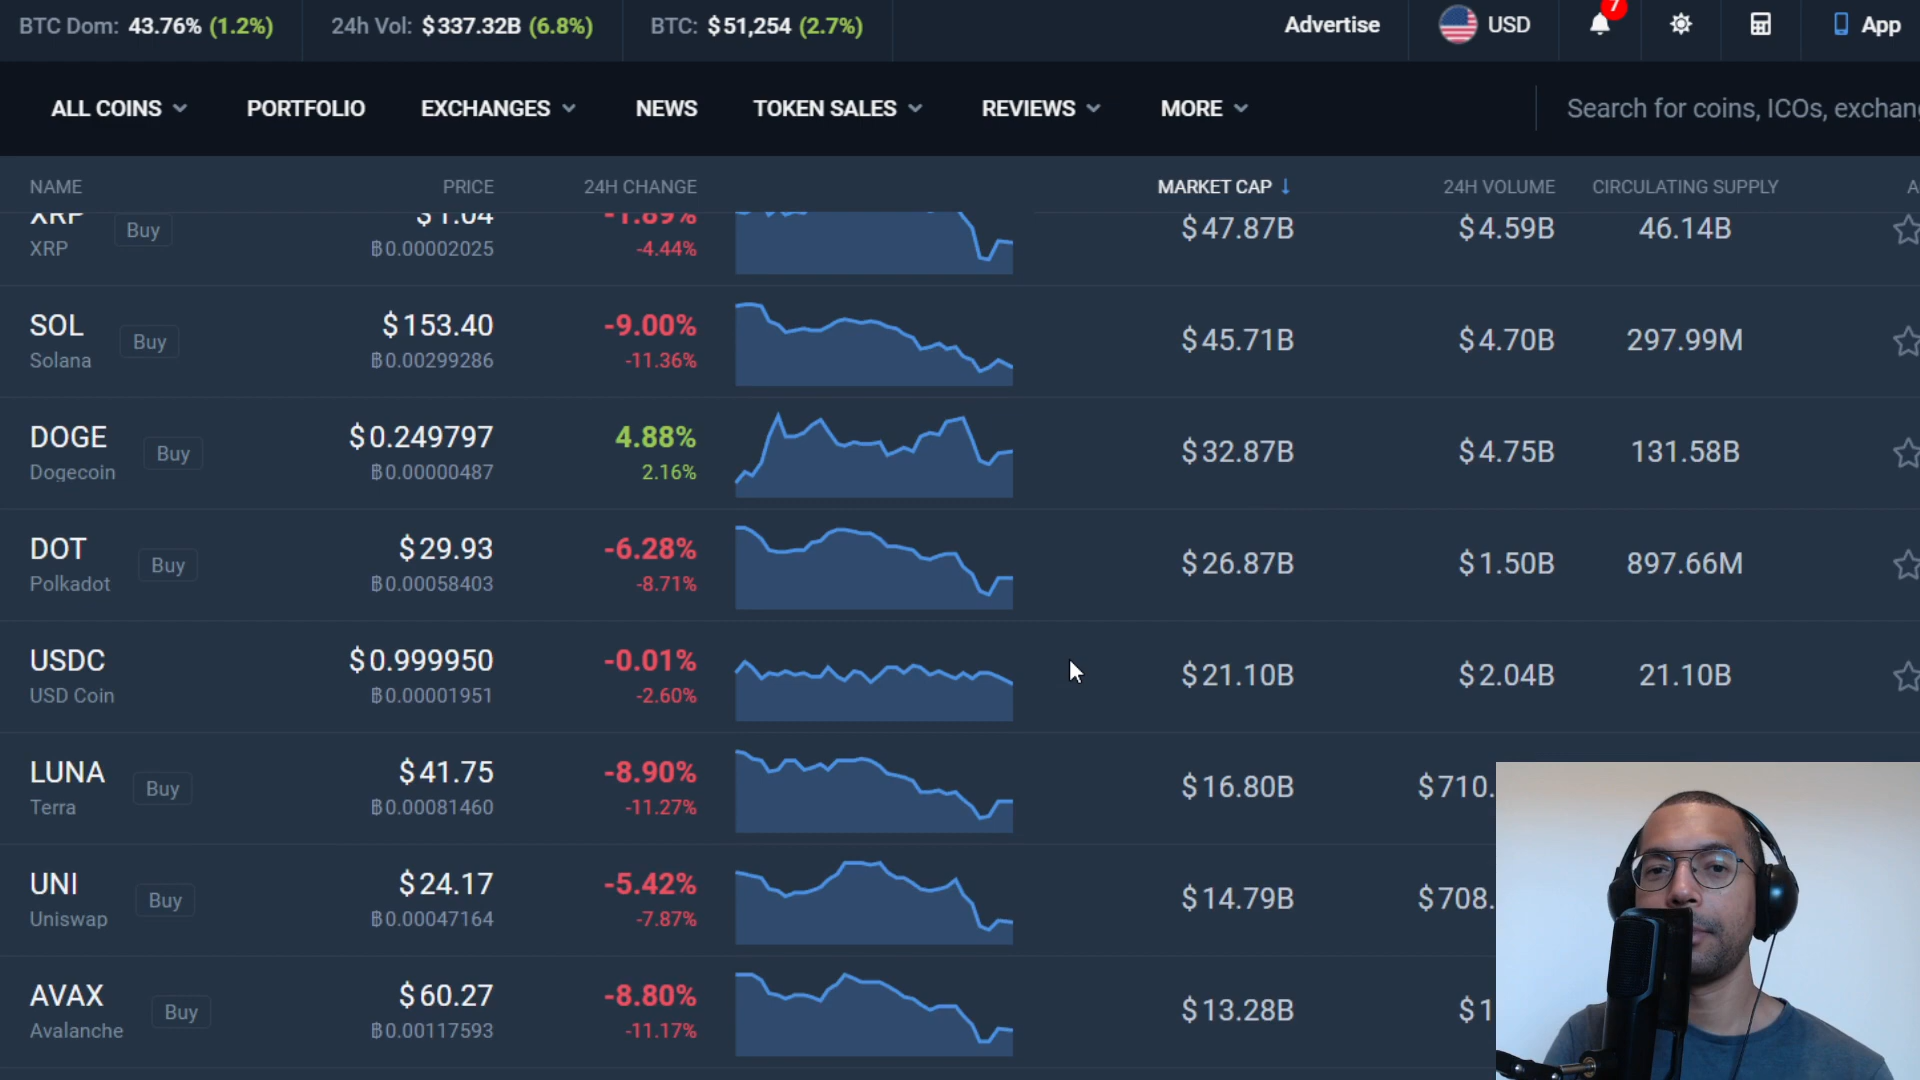 BTC Dom: 43.76% (1.2%) 24h Vol: $337.32B (6.8%) BTC: $51,254 (2.7%) Advertise USD 7 App
ALL COINS PORTFOLIO EXCHANGES NEWS TOKEN SALES REVIEWS MORE Search for coins, ICOs, exchan
NAME PRICE 24H CHANGE MARKET CAP ↓ 24H VOLUME CIRCULATING SUPPLY A
XRP Buy $1.04 -1.89% $47.87B $4.59B 46.14B
XRP ฿0.00002025 -4.44%
SOL Buy $153.40 -9.00% $45.71B $4.70B 297.99M
Solana ฿0.00299286 -11.36%
DOGE Buy $0.249797 4.88% $32.87B $4.75B 131.58B
Dogecoin ฿0.00000487 2.16%
DOT Buy $29.93 -6.28% $26.87B $1.50B 897.66M
Polkadot ฿0.00058403 -8.71%
USDC $0.999950 -0.01% $21.10B $2.04B 21.10B
USD Coin ฿0.00001951 -2.60%
LUNA Buy $41.75 -8.90% $16.80B $710.
Terra ฿0.00081460 -11.27%
UNI Buy $24.17 -5.42% $14.79B $708.
Uniswap ฿0.00047164 -7.87%
AVAX Buy $60.27 -8.80% $13.28B $1
Avalanche ฿0.00117593 -11.17%